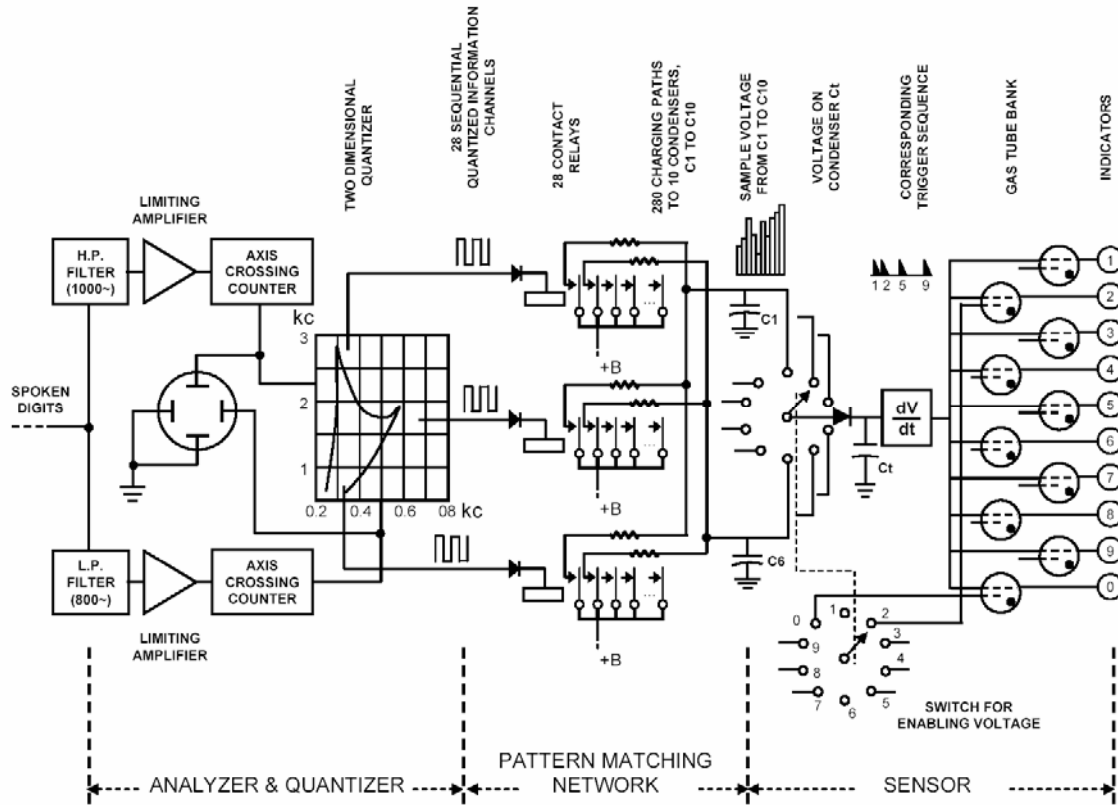 TWO DIMENSIONAL
QUANTIZER
28 SEQUENTIAL
QUANTIZED INFORMATION
CHANNELS
28 CONTACT
RELAYS
280 CHARGING PATHS
TO 10 CONDENSERS,
C1 TO C10
SAMPLE VOLTAGE
FROM C1 TO C10
VOLTAGE ON
CONDENSER Ct
CORRESPONDING
TRIGGER SEQUENCE
GAS TUBE BANK
INDICATORS
LIMITING
AMPLIFIER
H.P.
FILTER
(1000~)
AXIS
CROSSING
COUNTER
SPOKEN
DIGITS
kc
3
2
1
0.2 0.4 0.6 08 kc
L.P.
FILTER
(800~)
AXIS
CROSSING
COUNTER
LIMITING
AMPLIFIER
...
+B
...
+B
...
+B
C1
C6
1 2 5 9
dV
dt
Ct
1
2
3
4
5
6
7
8
9
0
0
1
2
3
4
5
6
7
8
9
SWITCH FOR
ENABLING VOLTAGE
ANALYZER & QUANTIZER
PATTERN MATCHING
NETWORK
SENSOR